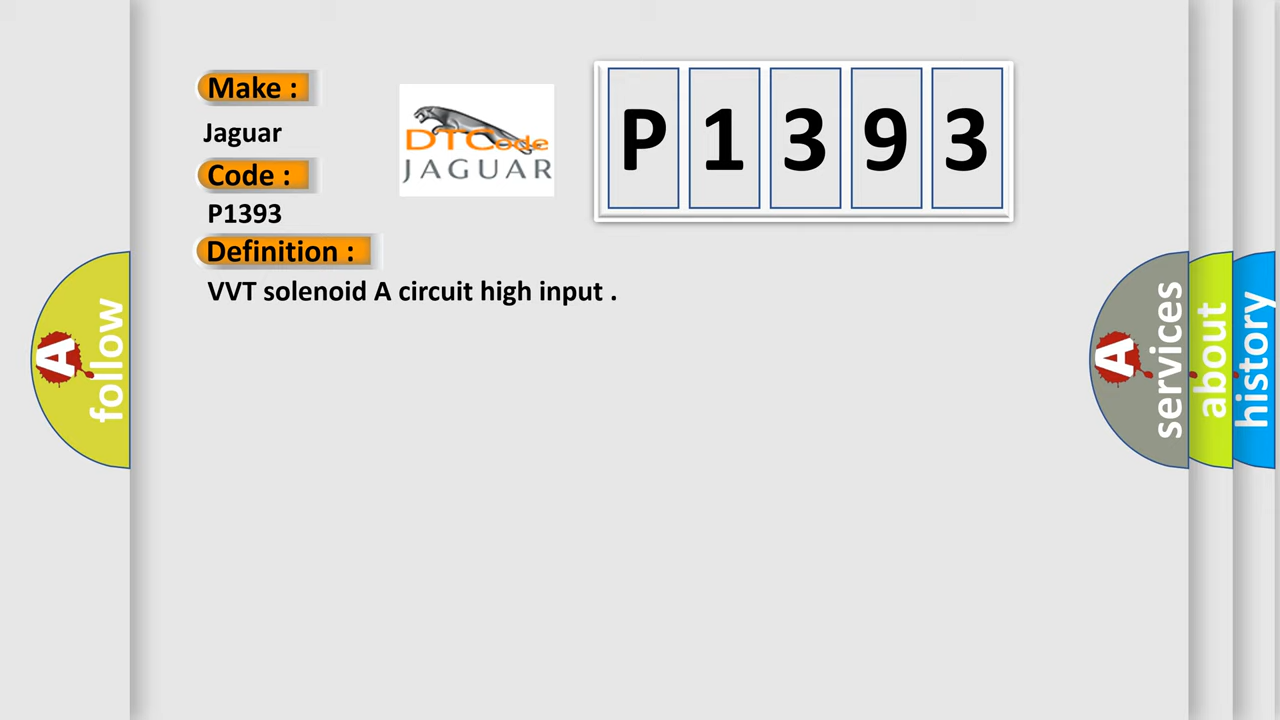 Make :
Jaguar
Code :
P1393
Definition :
VVT solenoid A circuit high input .
DTCode
JAGUAR
P 1 3 9 3
A follow
A services
about
history